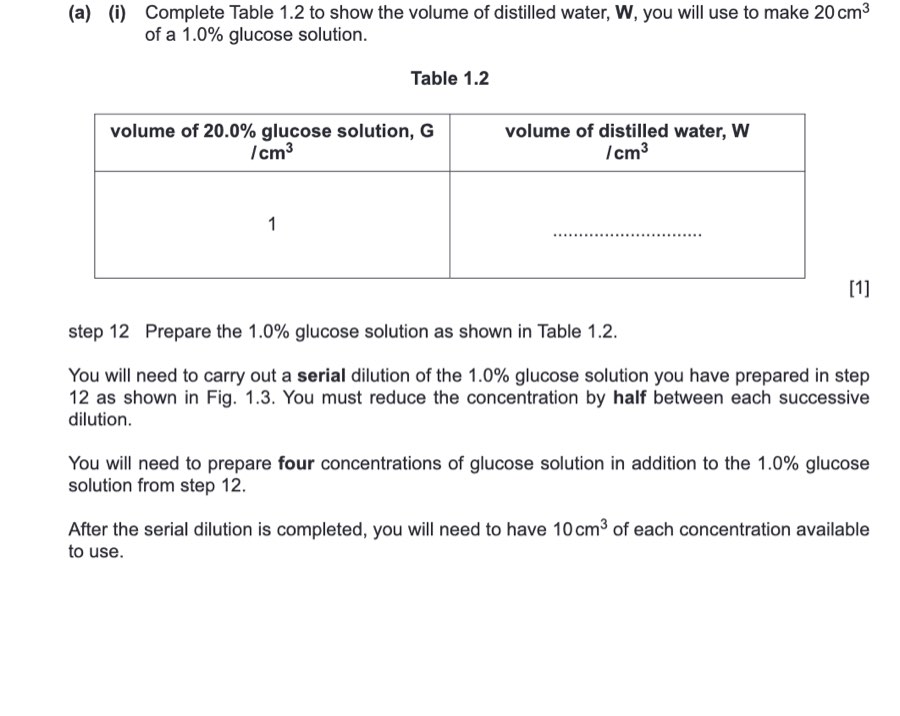 (a) (i) Complete Table 1.2 to show the volume of distilled water, W, you will use to make 20 cm³
of a 1.0% glucose solution.
Table 1.2
volume of 20.0% glucose solution, G
/cm³
volume of distilled water, W
/cm³
1
..............................
[1]
step 12 Prepare the 1.0% glucose solution as shown in Table 1.2.
You will need to carry out a serial dilution of the 1.0% glucose solution you have prepared in step
12 as shown in Fig. 1.3. You must reduce the concentration by half between each successive
dilution.
You will need to prepare four concentrations of glucose solution in addition to the 1.0% glucose
solution from step 12.
After the serial dilution is completed, you will need to have 10 cm³ of each concentration available
to use.